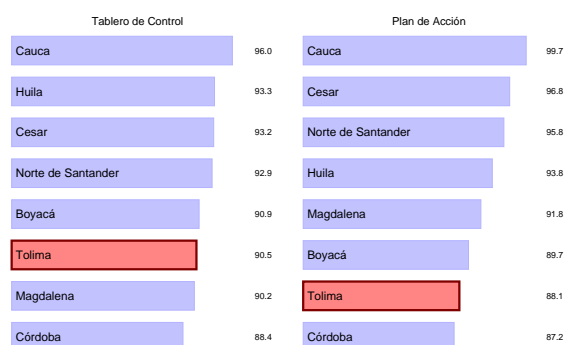 Tablero de Control
Cauca 96.0
Huila 93.3
Cesar 93.2
Norte de Santander 92.9
Boyacá 90.9
Tolima 90.5
Magdalena 90.2
Córdoba 88.4
Plan de Acción
Cauca 99.7
Cesar 96.8
Norte de Santander 95.8
Huila 93.8
Magdalena 91.8
Boyacá 89.7
Tolima 88.1
Córdoba 87.2